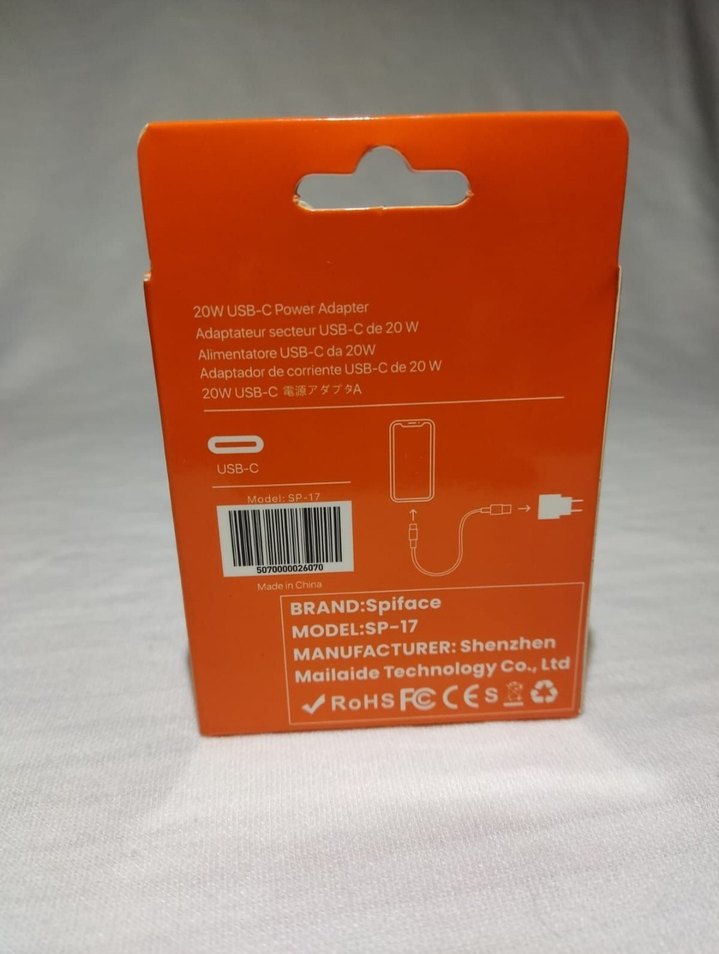 20W USB-C Power Adapter
Adaptateur secteur USB-C de 20 W
Alimentatore USB-C da 20W
Adaptador de corriente USB-C de 20 W
20W USB-C 電源アダプタA
USB-C
Model: SP-17
5070000026070
Made in China
BRAND:Spiface
MODEL:SP-17
MANUFACTURER: Shenzhen
Mailaide Technology Co., Ltd
RoHS FC CE S